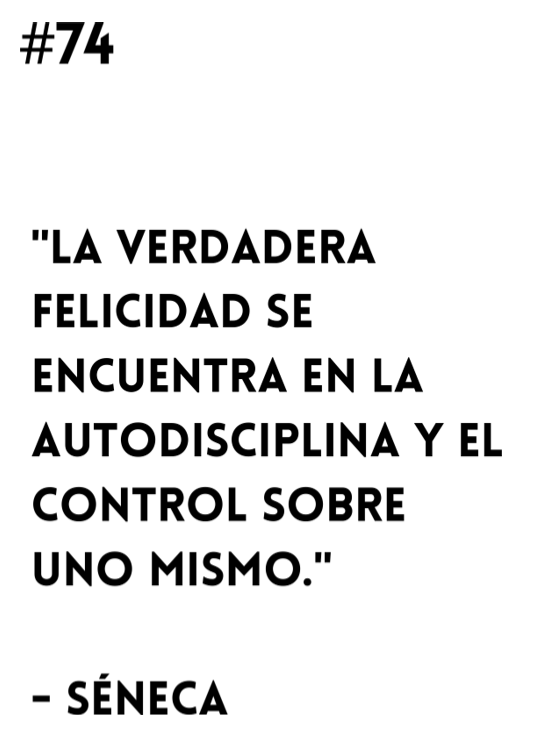 #74
"LA VERDADERA
FELICIDAD SE
ENCUENTRA EN LA
AUTODISCIPLINA Y EL
CONTROL SOBRE
UNO MISMO."
- SÉNECA